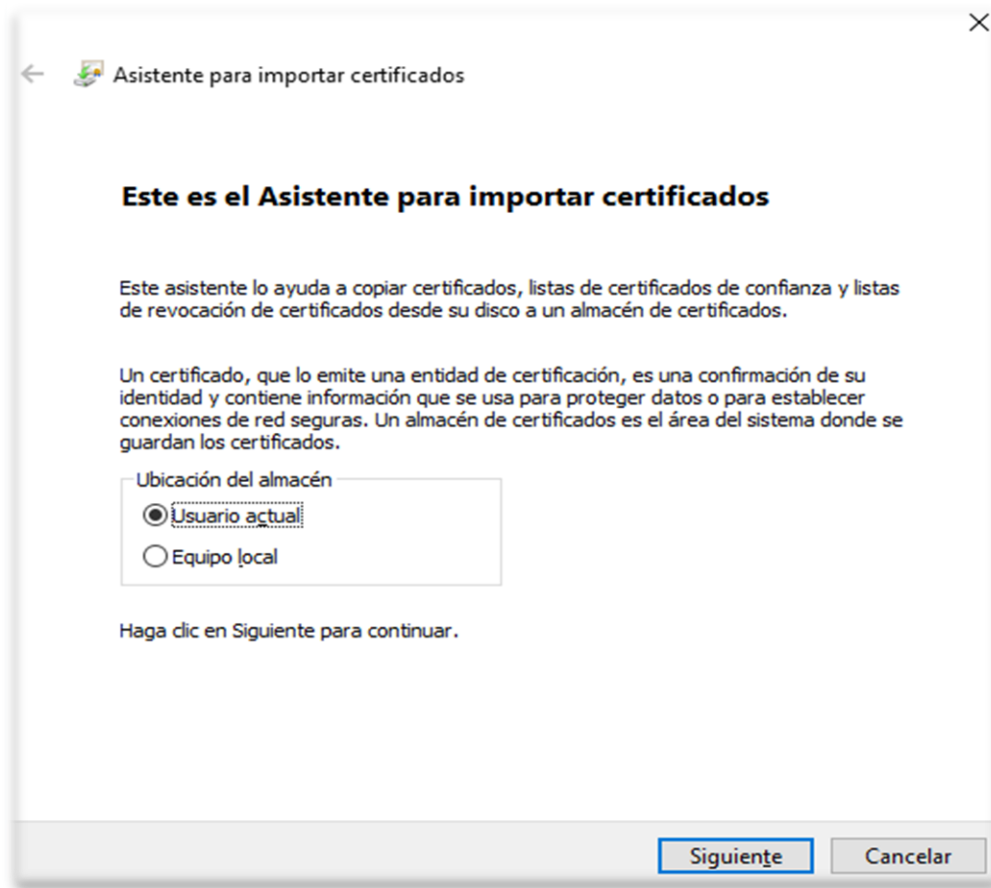 Asistente para importar certificados
Este es el Asistente para importar certificados
Este asistente lo ayuda a copiar certificados, listas de certificados de confianza y listas
de revocación de certificados desde su disco a un almacén de certificados.
Un certificado, que lo emite una entidad de certificación, es una confirmación de su
identidad y contiene información que se usa para proteger datos o para establecer
conexiones de red seguras. Un almacén de certificados es el área del sistema donde se
guardan los certificados.
Ubicación del almacén
Usuario actual
Equipo local
Haga clic en Siguiente para continuar.
Siguiente
Cancelar